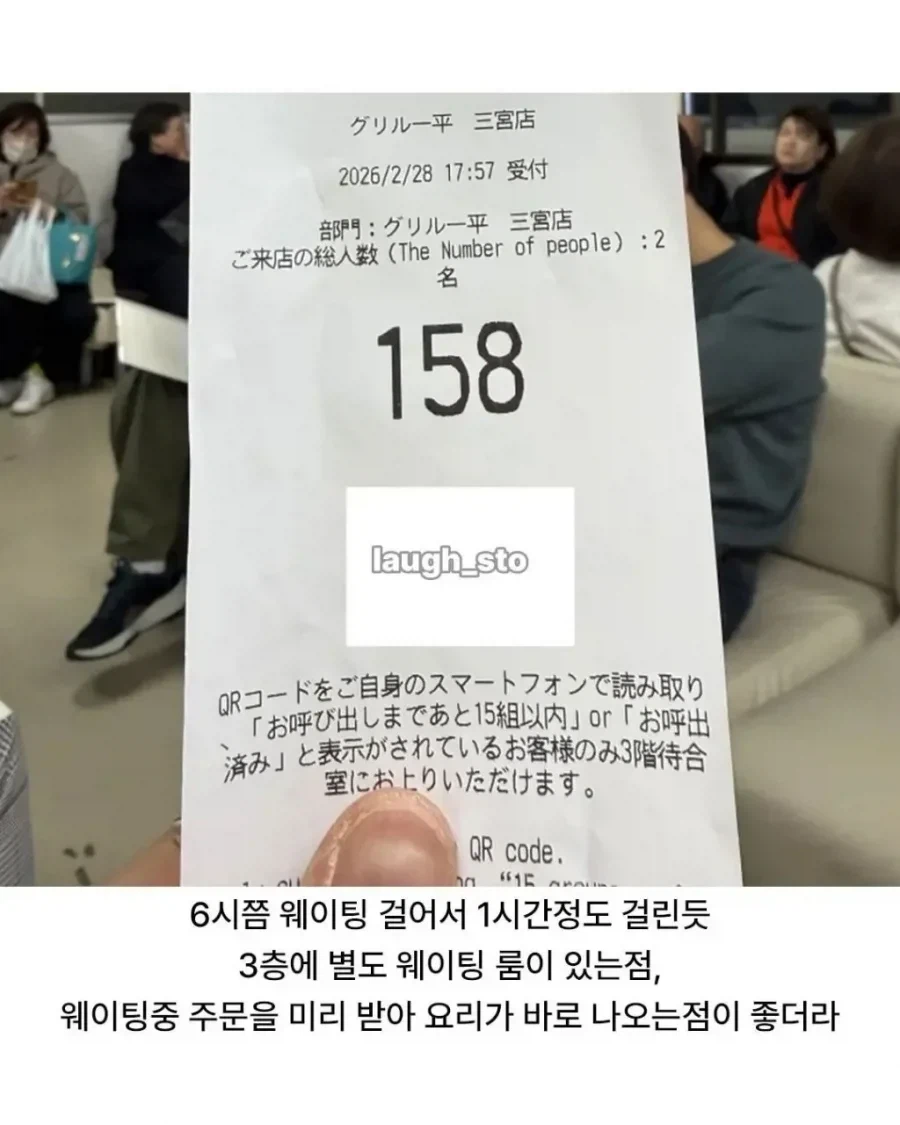 グリル一平　三宮店
2026/2/28 17:57 受付
部門：グリル一平　三宮店
ご来店の総人数（The Number of people）：2
名
158
laugh_sto
QRコードをご自身のスマートフォンで読み取り
、「お呼び出しまであと15組以内」or「お呼出
済み」と表示がされているお客様のみ3階待合
室にお上りいただけます。
QR code.
"15
6시쯤 웨이팅 걸어서 1시간정도 걸린듯
3층에 별도 웨이팅 룸이 있는점,
웨이팅중 주문을 미리 받아 요리가 바로 나오는점이 좋더라